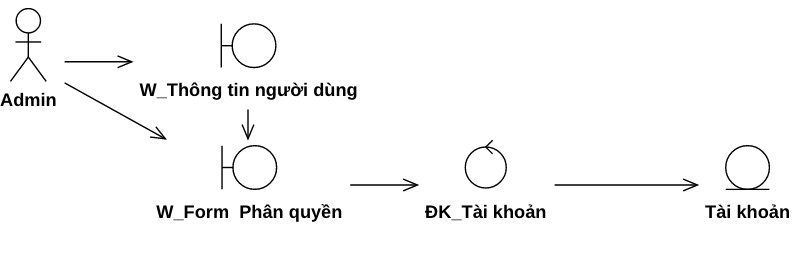 Admin
W_Thông tin người dùng
W_Form Phân quyền
ĐK_Tài khoản
Tài khoản